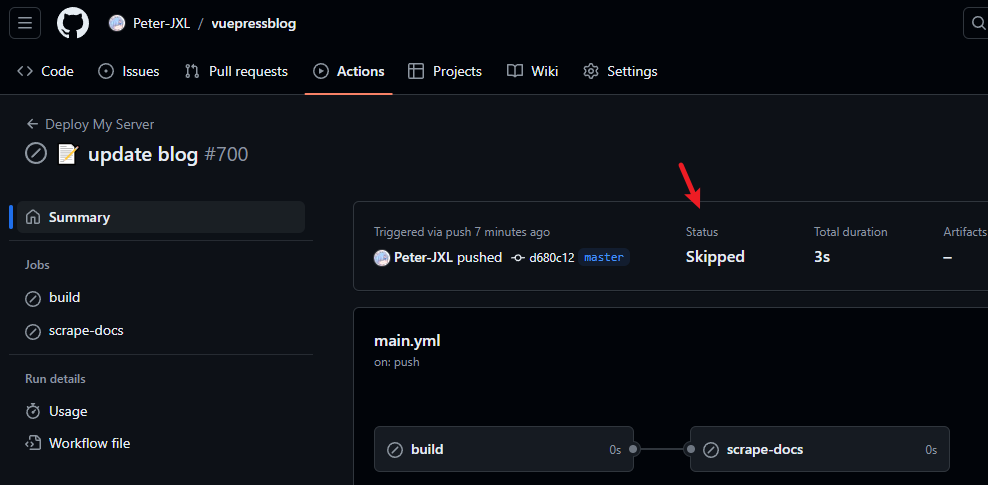 Peter-JXL / vuepressblog
Code Issues Pull requests Actions Projects Wiki Settings
← Deploy My Server
📝 update blog #700
Summary
Jobs
build
scrape-docs
Run details
Usage
Workflow file
Triggered via push 7 minutes ago
Peter-JXL pushed d680c12 master
Status
Skipped
Total duration
3s
Artifacts
–
main.yml
on: push
build 0s
scrape-docs 0s